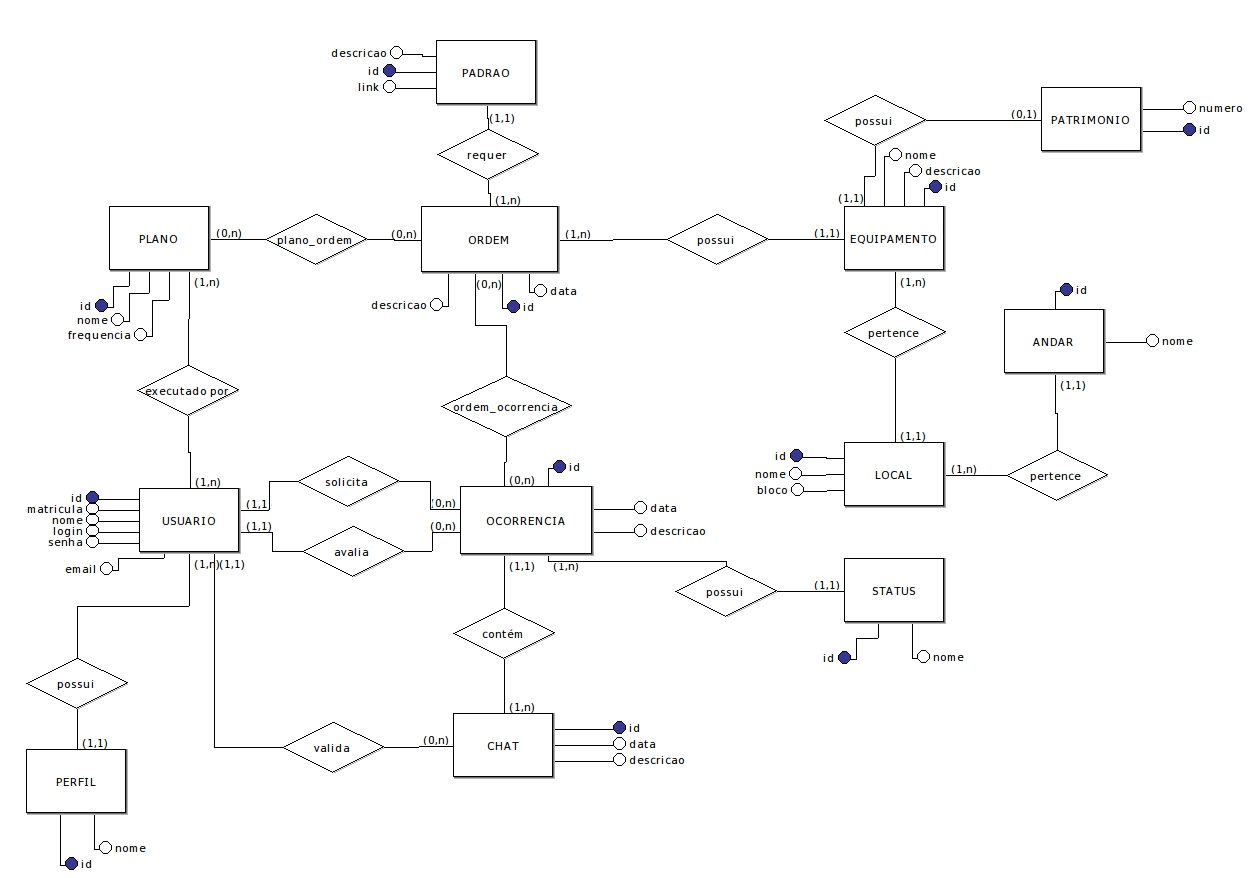 descricao
id
link
PADRAO
(1,1)
requer
(1,n)
possui
(0,1)
PATRIMONIO
numero
id
nome
descricao
id
(1,1)
PLANO
(0,n)
plano_ordem
(0,n)
ORDEM
(1,n)
possui
(1,1)
EQUIPAMENTO
(1,n)
id
nome
frequencia
descricao
(0,n)
id
data
(1,n)
pertence
id
ANDAR
nome
(1,1)
executado por
ordem_ocorrencia
(1,1)
id
nome
bloco
LOCAL
(1,n)
pertence
(1,n)
id
matricula
nome
login
senha
email
USUARIO
(1,1
solicita
(0,n)
(1,1)
avalia
(0,n)
(0,n)
id
OCORRENCIA
data
descricao
(1,n)
(1,1)
(1,1)
(1,n)
possui
(1,1)
STATUS
id
nome
contém
possui
(1,1)
PERFIL
nome
id
valida
(0,n)
(1,n)
CHAT
id
data
descricao